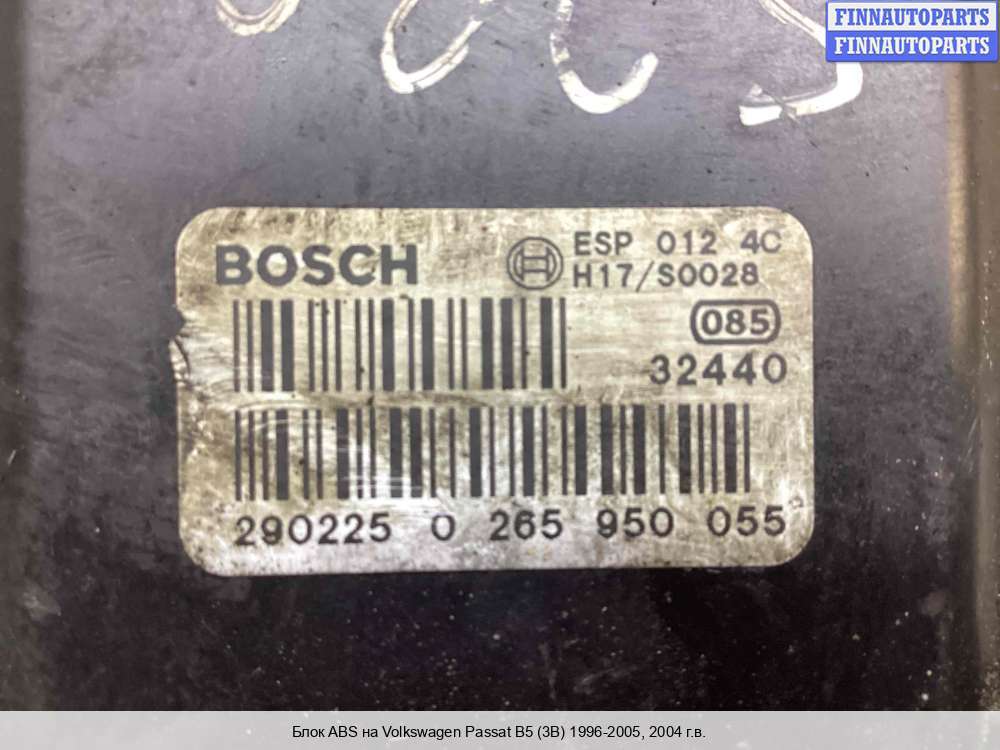 FINNAUTOPARTS
FINNAUTOPARTS
BOSCH
ESP 012 4C
H17/S0028
085
32440
290225 0 265 950 055
Блок ABS на Volkswagen Passat B5 (3B) 1996-2005, 2004 г.в.